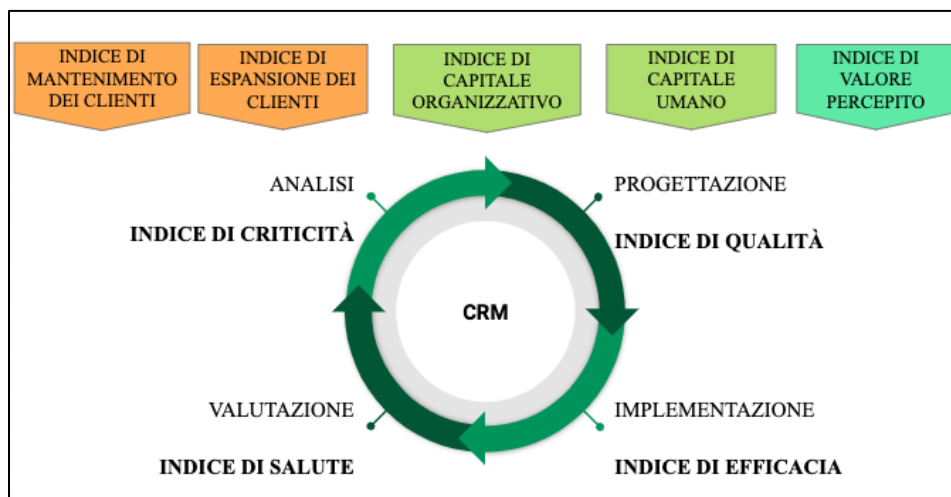 INDICE DI
MANTENIMENTO
DEI CLIENTI
INDICE DI
ESPANSIONE DEI
CLIENTI
INDICE DI
CAPITALE
ORGANIZZATIVO
INDICE DI
CAPITALE
UMANO
INDICE DI
VALORE
PERCEPITO
ANALISI
INDICE DI CRITICITÀ
PROGETTAZIONE
INDICE DI QUALITÀ
CRM
VALUTAZIONE
INDICE DI SALUTE
IMPLEMENTAZIONE
INDICE DI EFFICACIA